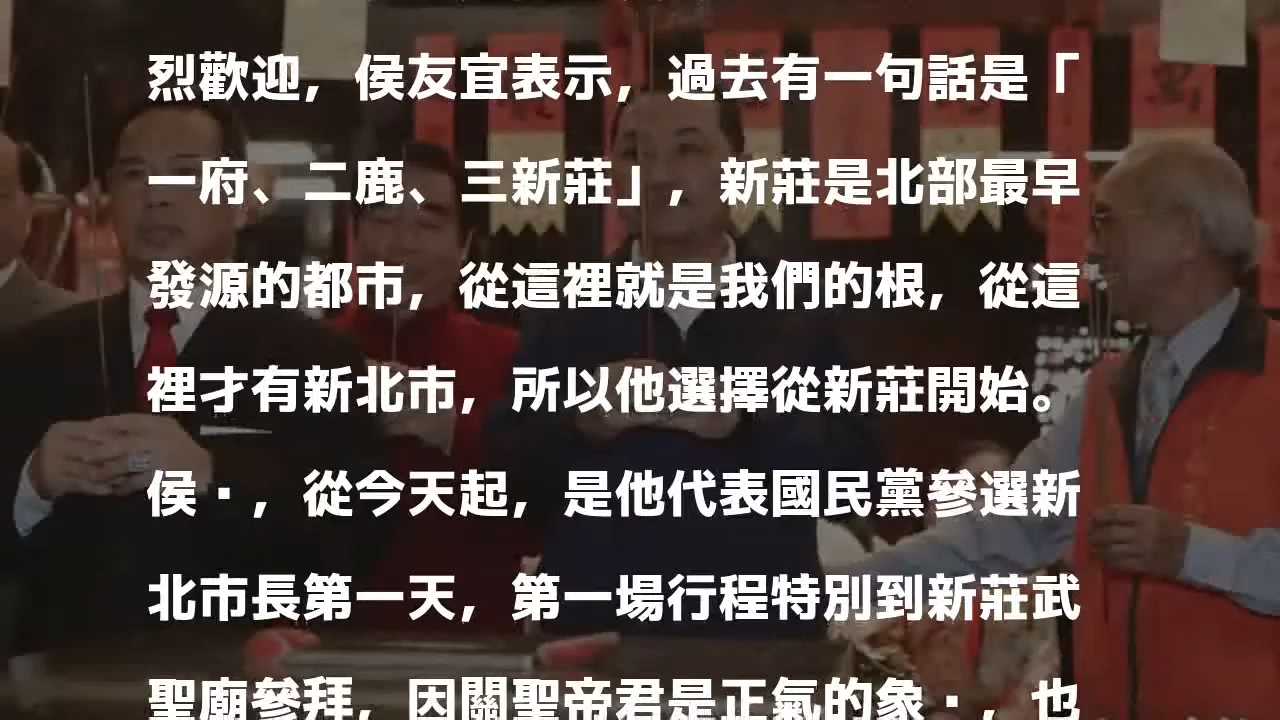 烈歡迎，侯友宜表示，過去有一句話是「
一府、二鹿、三新莊」，新莊是北部最早
發源的都市，從這裡就是我們的根，從這
裡才有新北市，所以他選擇從新莊開始。
侯▪，從今天起，是他代表國民黨參選新
北市長第一天，第一場行程特別到新莊武
聖廟參拜，因關聖帝君是正氣的象▪，也